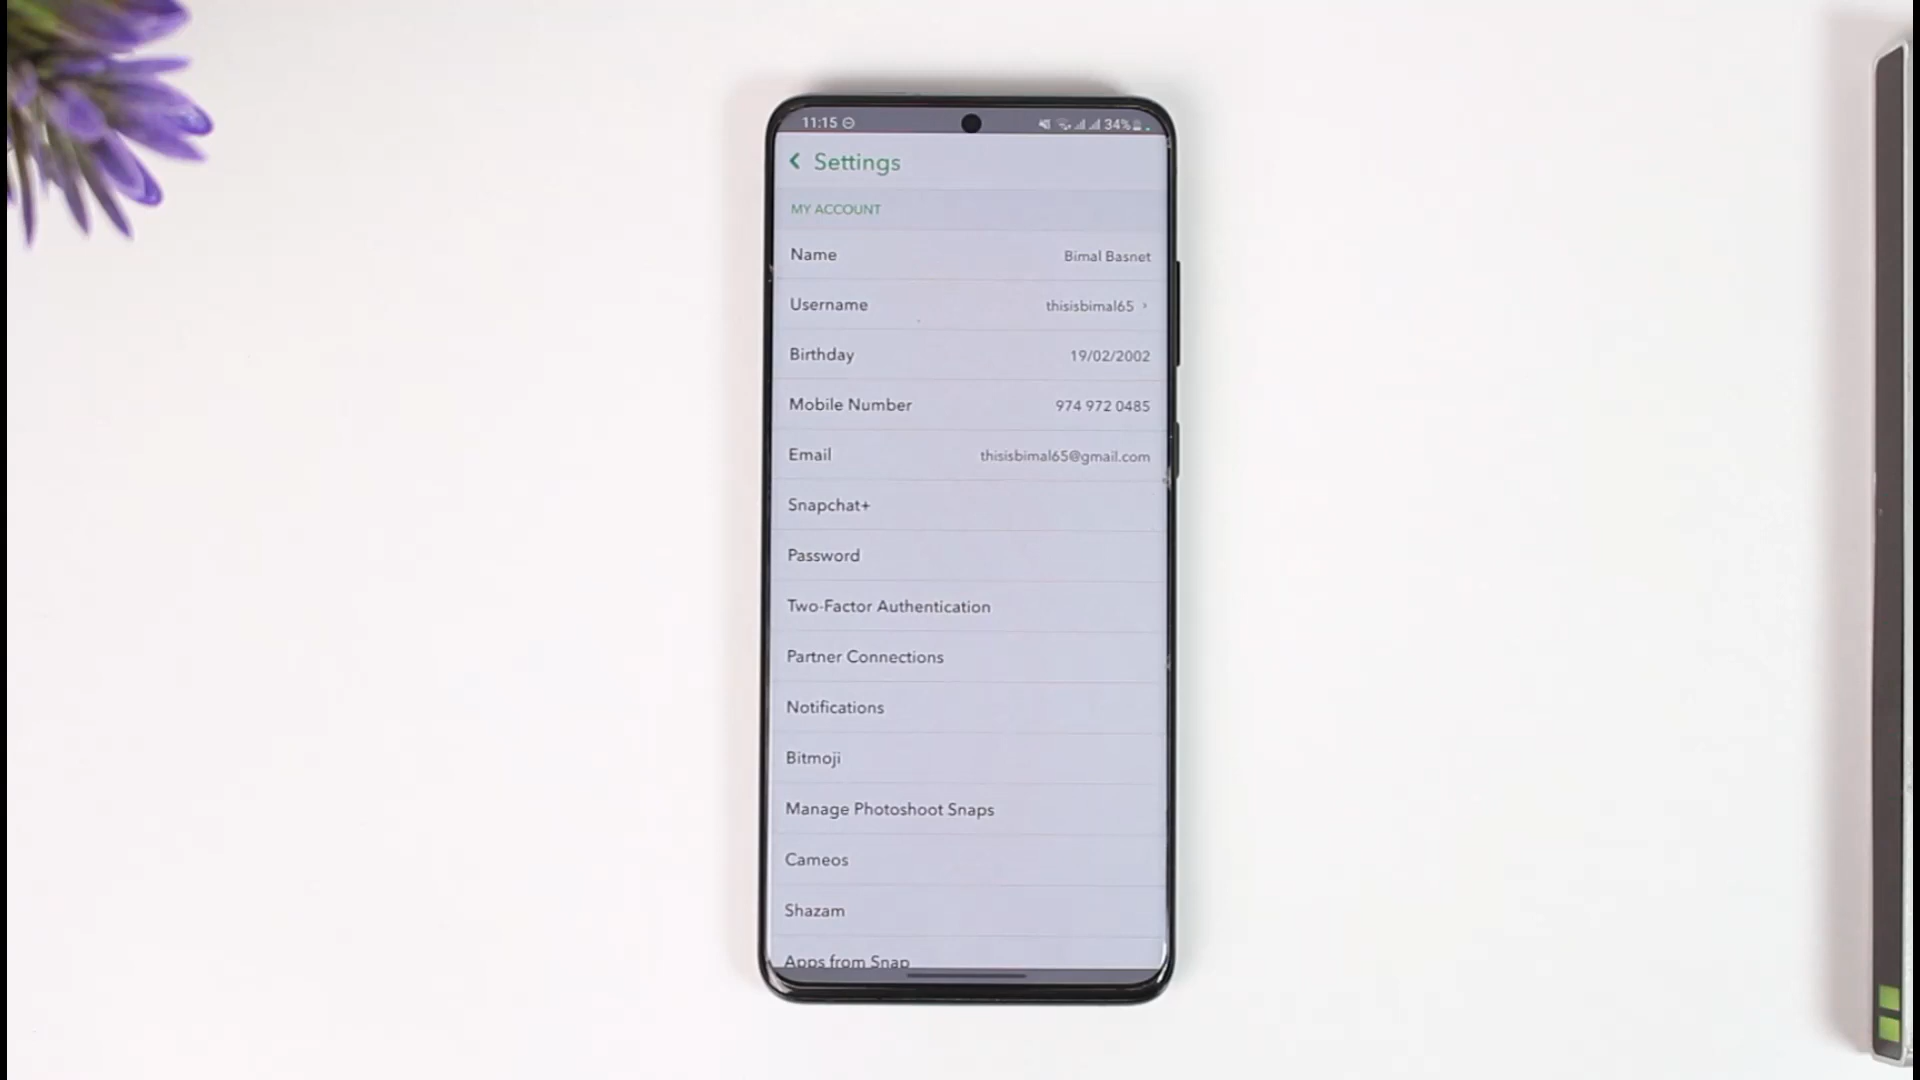 11:15 34%
Settings
MY ACCOUNT
Name Bimal Basnet
Username thisisbimal65
Birthday 19/02/2002
Mobile Number 974 972 0485
Email thisisbimal65@gmail.com
Snapchat+
Password
Two-Factor Authentication
Partner Connections
Notifications
Bitmoji
Manage Photoshoot Snaps
Cameos
Shazam
Apps from Snap